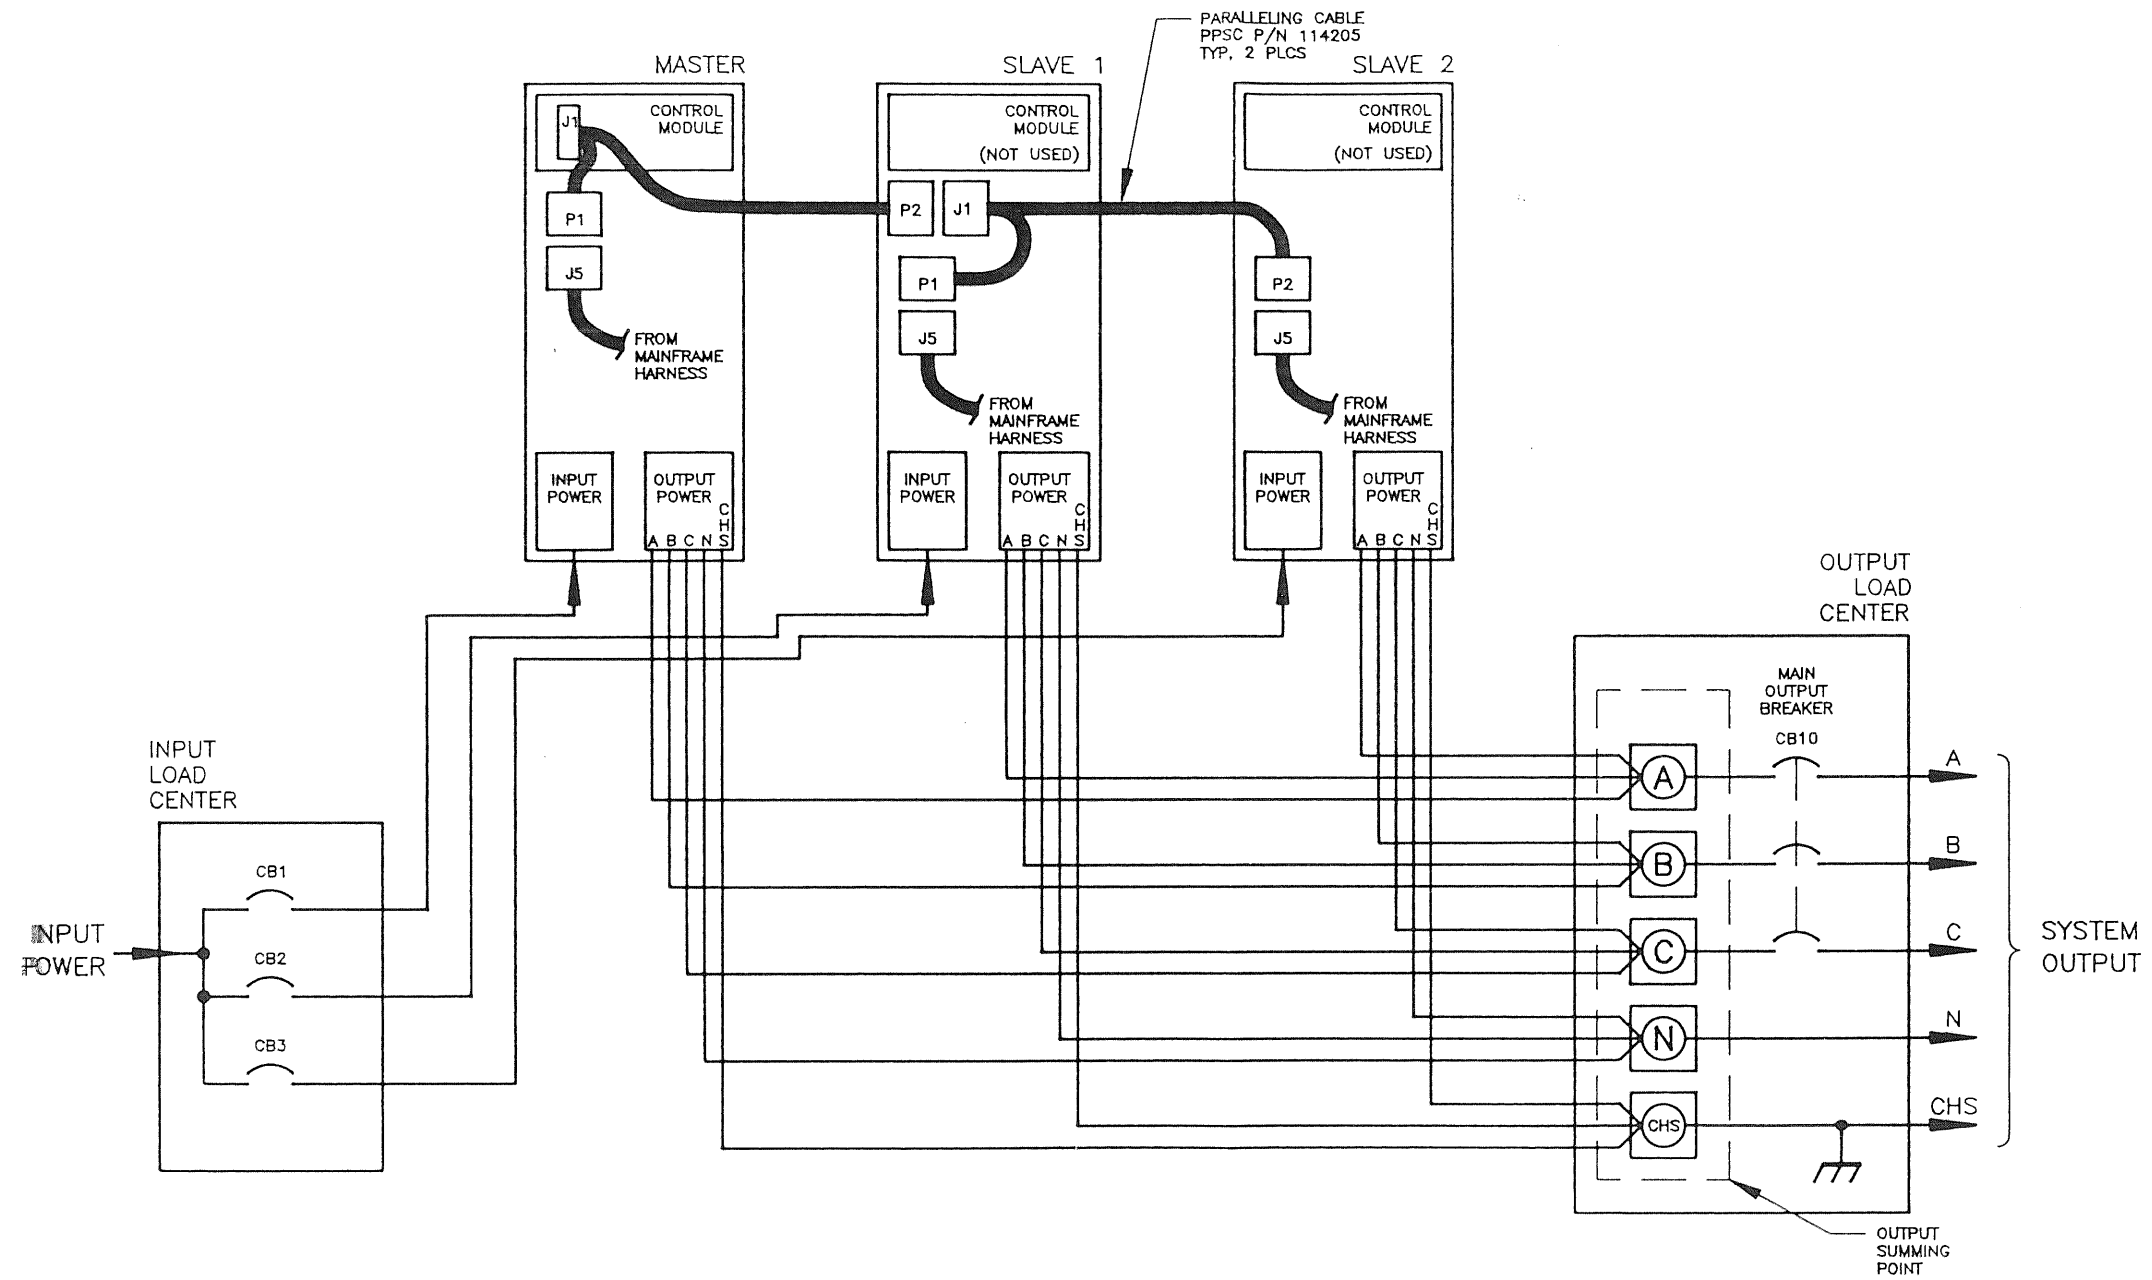 PARALLELING CABLE
PPSC P/N 114205
TYP, 2 PLCS
MASTER
SLAVE 1
SLAVE 2
CONTROL
MODULE
J1
P1
J5
FROM
MAINFRAME
HARNESS
INPUT
POWER
OUTPUT
POWER
CHS
A B C N
CONTROL
MODULE
(NOT USED)
P2
J1
P1
J5
FROM
MAINFRAME
HARNESS
INPUT
POWER
OUTPUT
POWER
CHS
A B C N
CONTROL
MODULE
(NOT USED)
P2
J5
FROM
MAINFRAME
HARNESS
INPUT
POWER
OUTPUT
POWER
CHS
A B C N
INPUT
LOAD
CENTER
CB1
CB2
CB3
INPUT
POWER
OUTPUT
LOAD
CENTER
MAIN
OUTPUT
BREAKER
CB10
A
B
C
N
CHS
A
B
C
N
CHS
SYSTEM
OUTPUT
OUTPUT
SUMMING
POINT